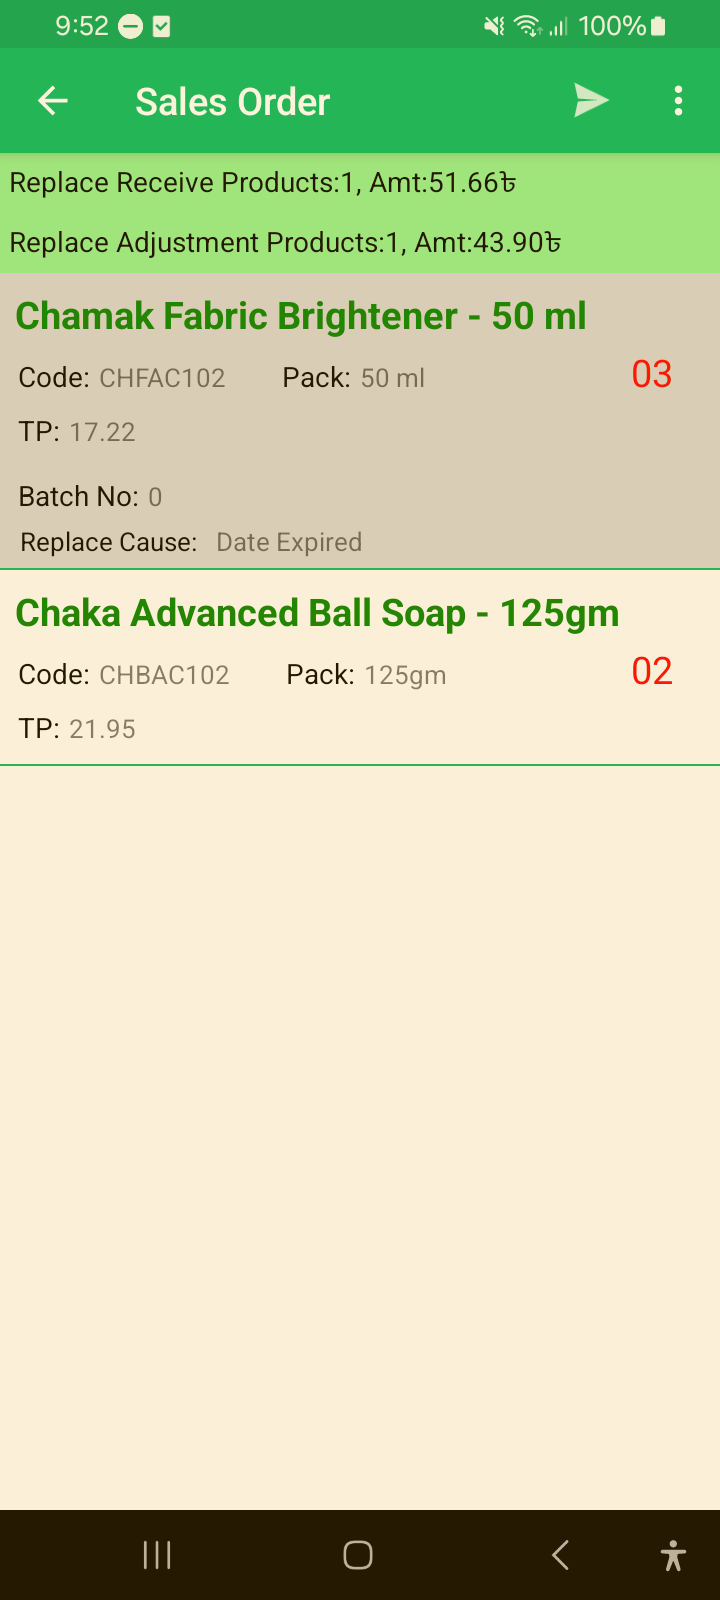 9:52 100%
Sales Order
Replace Receive Products:1, Amt:51.66৳
Replace Adjustment Products:1, Amt:43.90৳
Chamak Fabric Brightener - 50 ml
Code: CHFAC102 Pack: 50 ml 03
TP: 17.22
Batch No: 0
Replace Cause: Date Expired
Chaka Advanced Ball Soap - 125gm
Code: CHBAC102 Pack: 125gm 02
TP: 21.95